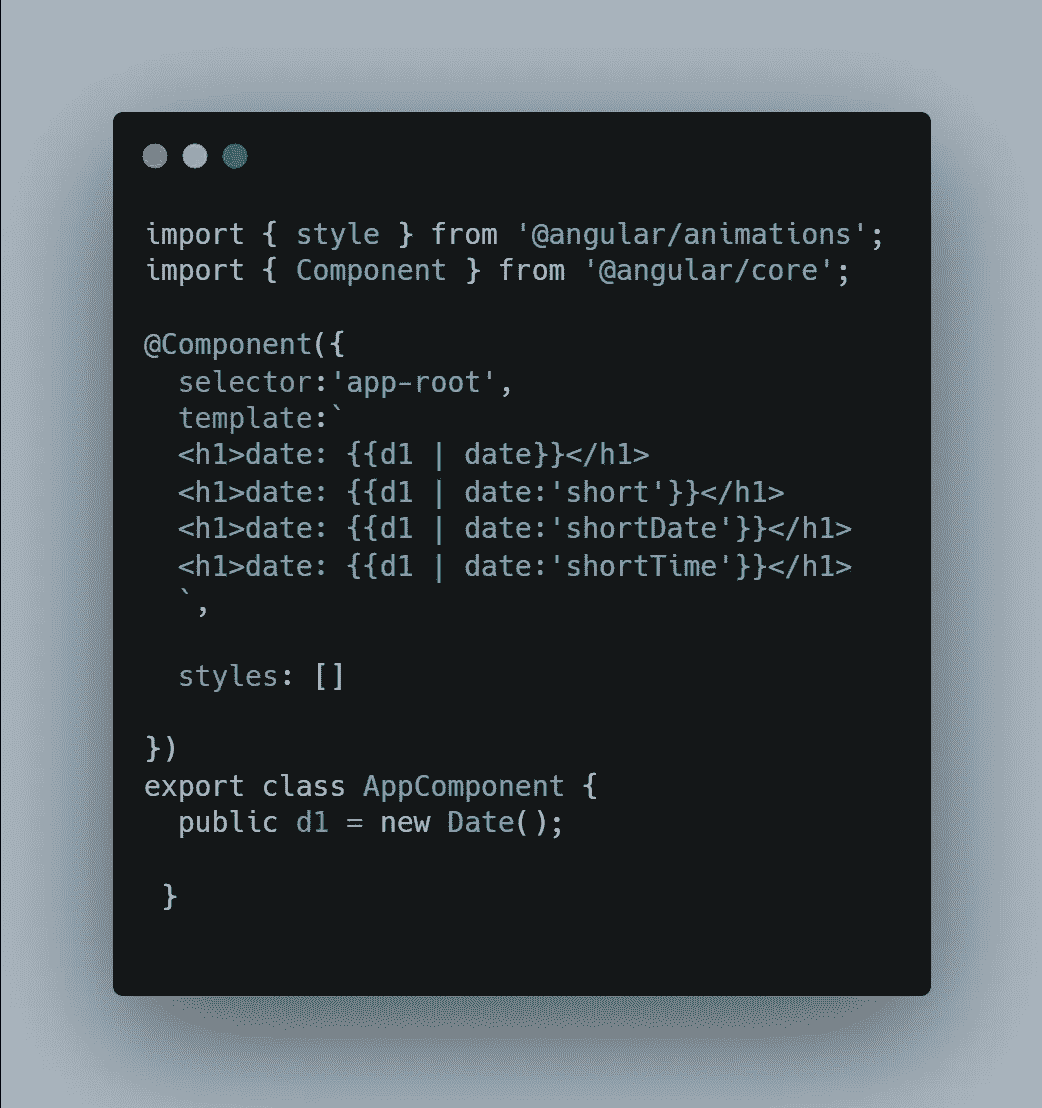 import { style } from '@angular/animations';
import { Component } from '@angular/core';
@Component({
  selector:'app-root',
  template:`
  <h1>date: {{d1 | date}}</h1>
  <h1>date: {{d1 | date:'short'}}</h1>
  <h1>date: {{d1 | date:'shortDate'}}</h1>
  <h1>date: {{d1 | date:'shortTime'}}</h1>
  `,
  styles: []
})
export class AppComponent {
  public d1 = new Date();
 }